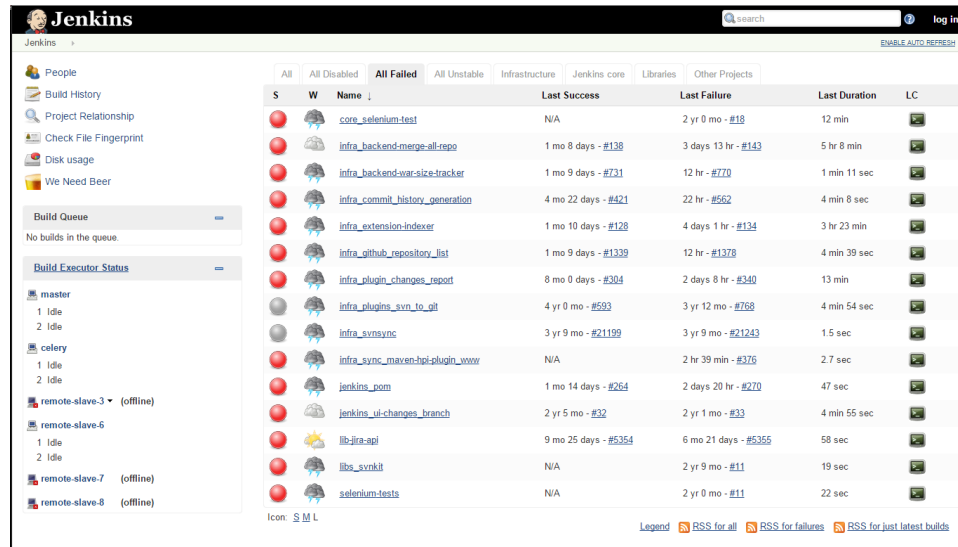 Jenkins
search
log in
Jenkins
ENABLE AUTO REFRESH
People
Build History
Project Relationship
Check File Fingerprint
Disk usage
We Need Beer
Build Queue
No builds in the queue.
Build Executor Status
master
1 Idle
2 Idle
celery
1 Idle
2 Idle
remote-slave-3 (offline)
remote-slave-6
1 Idle
2 Idle
remote-slave-7 (offline)
remote-slave-8 (offline)
All All Disabled All Failed All Unstable Infrastructure Jenkins core Libraries Other Projects
S W Name ↓ Last Success Last Failure Last Duration LC
core_selenium-test N/A 2 yr 0 mo - #18 12 min
infra_backend-merge-all-repo 1 mo 8 days - #138 3 days 13 hr - #143 5 hr 8 min
infra_backend-war-size-tracker 1 mo 9 days - #731 12 hr - #770 1 min 11 sec
infra_commit_history_generation 4 mo 22 days - #421 22 hr - #562 4 min 8 sec
infra_extension-indexer 1 mo 10 days - #128 4 days 1 hr - #134 3 hr 23 min
infra_github_repository_list 1 mo 9 days - #1339 12 hr - #1378 4 min 39 sec
infra_plugin_changes_report 8 mo 0 days - #304 2 days 8 hr - #340 13 min
infra_plugins_svn_to_git 4 yr 0 mo - #593 3 yr 12 mo - #768 4 min 54 sec
infra_svnsync 3 yr 9 mo - #21199 3 yr 9 mo - #21243 1.5 sec
infra_sync_maven-hpi-plugin_www N/A 2 hr 39 min - #376 2.7 sec
jenkins_pom 1 mo 14 days - #264 2 days 20 hr - #270 47 sec
jenkins_ui-changes_branch 2 yr 5 mo - #32 2 yr 1 mo - #33 4 min 55 sec
lib-jira-api 9 mo 25 days - #5354 6 mo 21 days - #5355 58 sec
libs_svnkit N/A 2 yr 9 mo - #11 19 sec
selenium-tests N/A 2 yr 0 mo - #11 22 sec
Icon: S M L
Legend RSS for all RSS for failures RSS for just latest builds